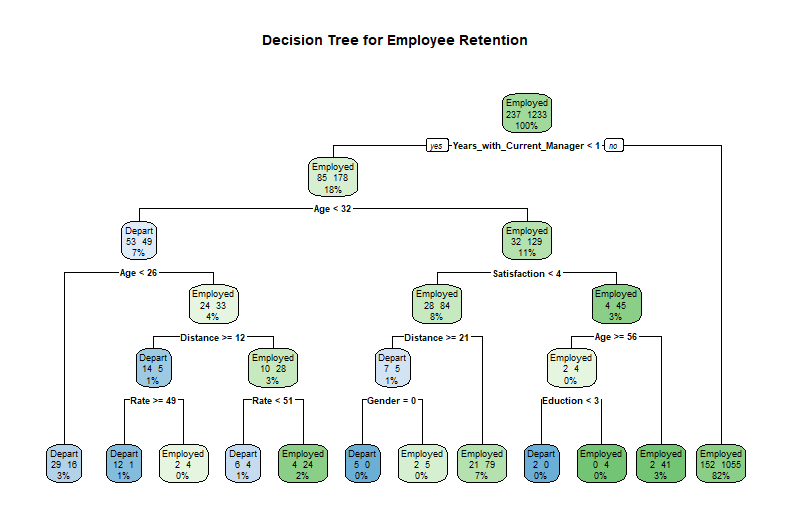 Decision Tree for Employee Retention
Employed
237 1233
100%
yes Years_with_Current_Manager < 1 no
Employed
85 178
18%
Age < 32
Depart
53 49
7%
Employed
32 129
11%
Age < 26
Satisfaction < 4
Employed
24 33
4%
Employed
28 84
8%
Employed
4 45
3%
Distance >= 12
Distance >= 21
Age >= 56
Depart
14 5
1%
Employed
10 28
3%
Depart
7 5
1%
Employed
2 4
0%
Rate >= 49
Rate < 51
Gender = 0
Eduction < 3
Depart
29 16
3%
Depart
12 1
1%
Employed
2 4
0%
Depart
6 4
1%
Employed
4 24
2%
Depart
5 0
0%
Employed
2 5
0%
Employed
21 79
7%
Depart
2 0
0%
Employed
0 4
0%
Employed
2 41
3%
Employed
152 1055
82%